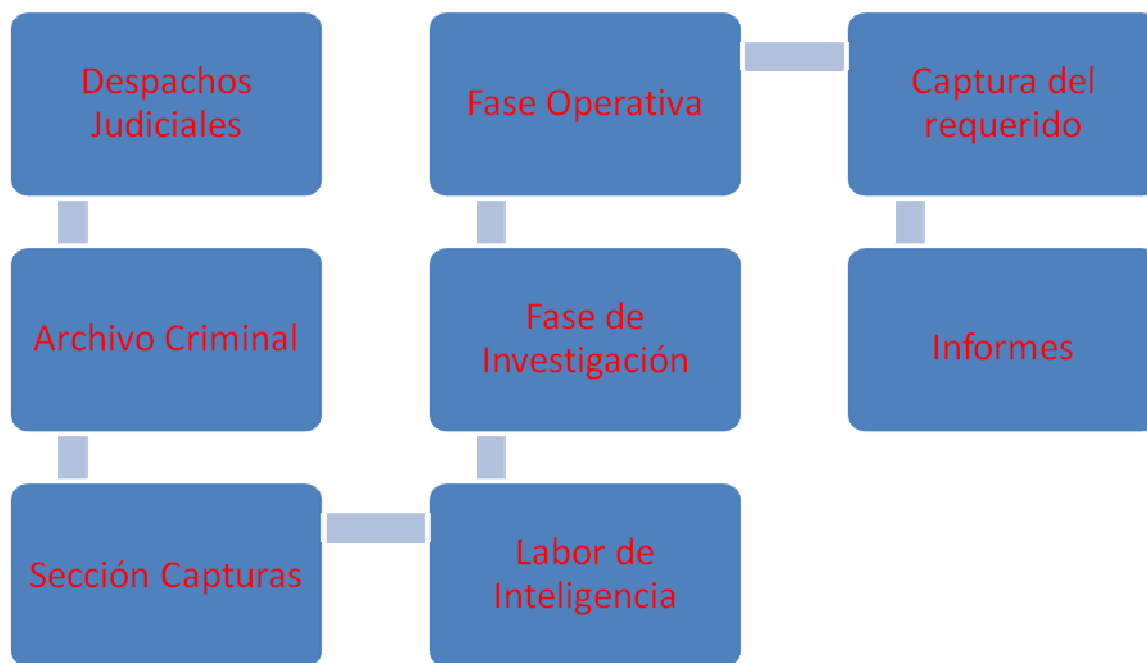 Despachos
Judiciales
Archivo Criminal
Sección Capturas
Labor de
Inteligencia
Fase de
Investigación
Fase Operativa
Captura del
requerido
Informes